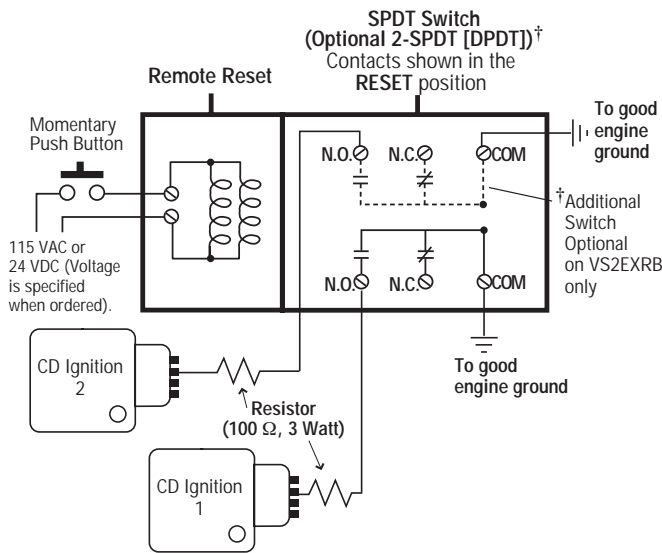 SPDT Switch
(Optional 2-SPDT [DPDT])†
Contacts shown in the
RESET position
Remote Reset
Momentary
Push Button
To good
engine
ground
N.O.
N.C.
COM
†Additional
Switch
Optional
on VS2EXRB
only
115 VAC or
24 VDC (Voltage
is specified
when ordered).
N.O.
N.C.
COM
To good
engine ground
CD Ignition
2
Resistor
(100 Ω, 3 Watt)
CD Ignition
1